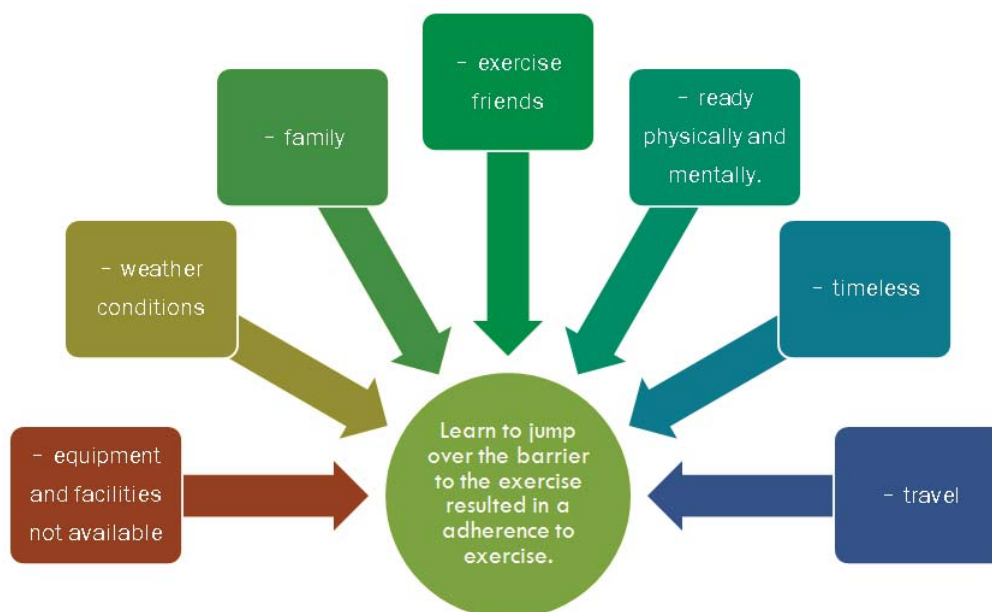 - exercise
friends
- family
- ready
physically and
mentally.
- weather
conditions
- timeless
Learn to jump
over the barrier
to the exercise
resulted in a
adherence to
exercise.
- equipment
and facilities
not available
- travel